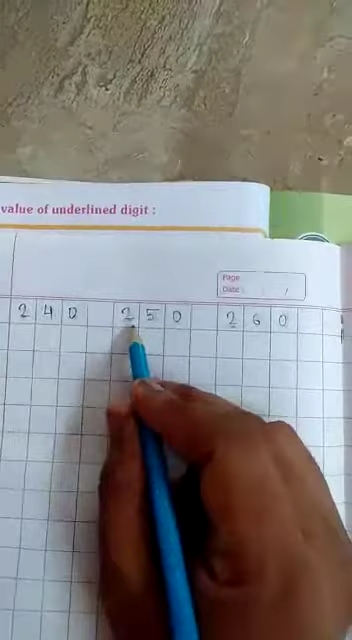 value of underlined digit :
Page
Date : / /
240 250 260